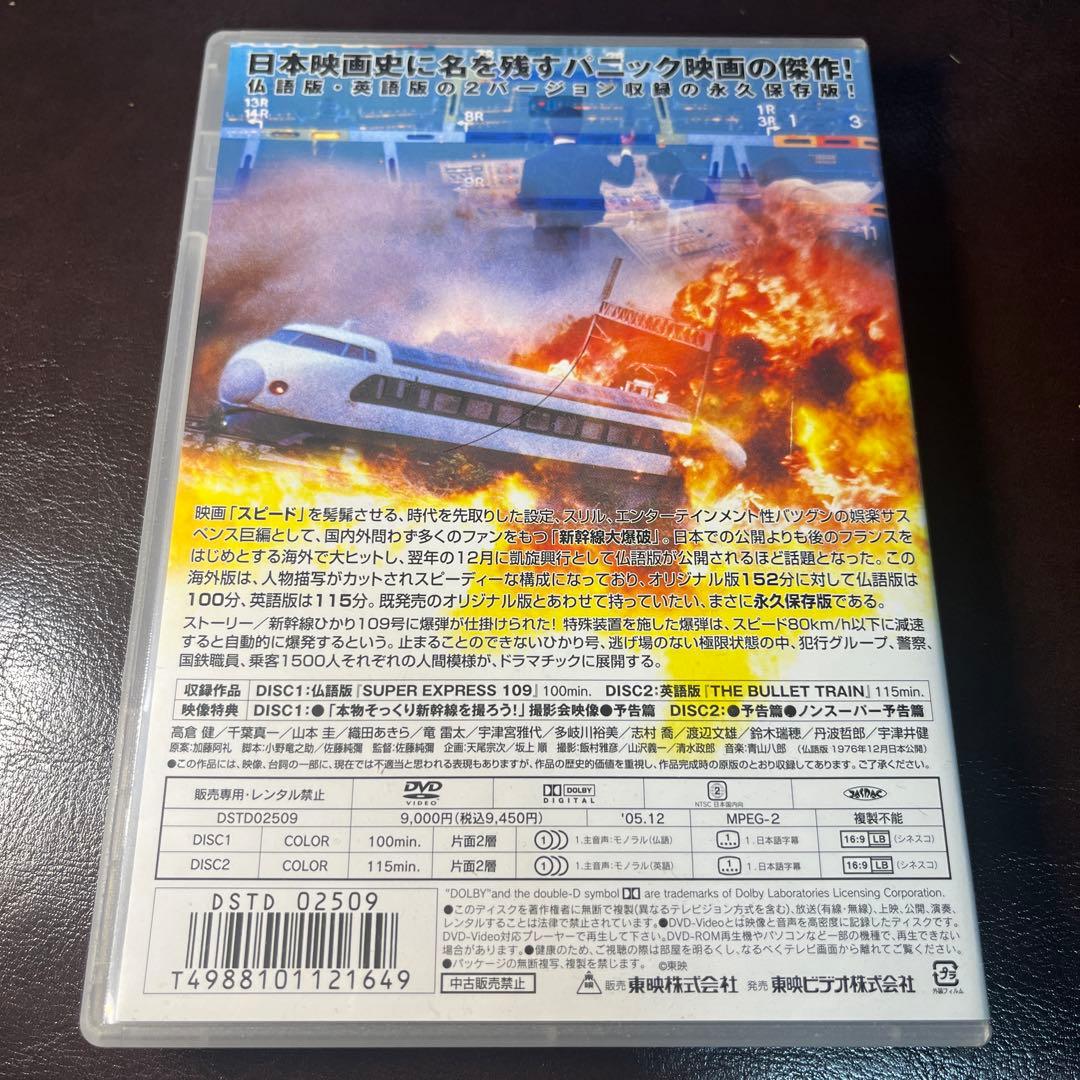 日本映画史に名を残すパニック映画の傑作!
仏語版・英語版の2バージョン収録の永久保存版!
13R
14R
8R
1R
3R 1 3
9R
11
映画「スピード」を髣髴させる、時代を先取りした設定、スリル、エンターテインメント性バツグンの娯楽サス
ペンス巨編として、国内外問わず多くのファンをもつ「新幹線大爆破」。日本での公開よりも後のフランス
をはじめとする海外で大ヒットし、翌年の12月に凱旋興行として仏語版が公開されるほど話題となった。この
海外版は、人物描写がカットされスピーディーな構成になっており、オリジナル版152分に対して仏語版は
100分、英語版は115分。既発売のオリジナル版とあわせて持っていたい、まさに永久保存版である。
ストーリー/新幹線ひかり109号に爆弾が仕掛けられた!特殊装置を施した爆弾は、スピード80km/h以下に減速
すると自動的に爆発するという。止まることのできないひかり号、逃げ場のない極限状態の中、犯行グループ、警察、
国鉄職員、乗客1500人それぞれの人間模様が、ドラマチックに展開する。
収録作品 DISC1:仏語版『SUPER EXPRESS 109』100min. DISC2:英語版『THE BULLET TRAIN』115min.
映像特典 DISC1:●「本物そっくり新幹線を撮ろう!」撮影会映像●予告篇 DISC2:●予告篇●ノンスーパー予告篇
高倉 健/千葉真一/山本 圭/織田あきら/竜 雷太/宇津宮雅代/多岐川裕美/志村 喬/渡辺文雄/鈴木瑞穂/丹波哲郎/宇津井健
原案:加藤阿礼 脚本:小野竜之助/佐藤純彌 監督:佐藤純彌 企画:天尾完次/坂上 順 撮影:飯村雅彦/山沢義一/清水政郎 音楽:青山八郎 (仏語版 1976年12月日本公開)
●この作品には、映像、台詞の一部に、現在では不適当と思われる表現もありますが、作品の歴史的価値を重視し、作品完成時の原版のとおり収録してあります。ご了承ください。
販売専用・レンタル禁止 DVD VIDEO DOLBY DIGITAL 2 NTSC 日本国内向
DSTD02509 9,000円(税込9,450円) '05.12 MPEG-2 複製不能
DISC1 COLOR 100min. 片面2層 1 1.主音声:モノラル(仏語) 1 1.日本語字幕 16:9 LB (シネスコ)
DISC2 COLOR 115min. 片面2層 1 1.主音声:モノラル(英語) 1 1.日本語字幕 16:9 LB (シネスコ)
DSTD 02509
T4988101121649
"DOLBY"and the double-D symbol are trademarks of Dolby Laboratories Licensing Corporation.
●このディスクを著作権者に無断で複製(異なるテレビジョン方式を含む)、放送(有線・無線)、上映、公開、演奏、
レンタルすることは法律で禁止されています。●DVD-Videoとは映像と音声を高密度に記録したディスクです。
DVD-Video対応プレーヤーで再生して下さい。DVD-ROM再生機やパソコンなど一部の機種で、再生できない
場合があります。●健康のため、ご視聴の際は部屋を明るくし、なるべくテレビ画面から離れてご覧ください。
●パッケージの無断複写、複製を禁じます。 ©東映
中古販売禁止 東映 販売 東映株式会社 発売 東映ビデオ株式会社 プラ 外装フィルム